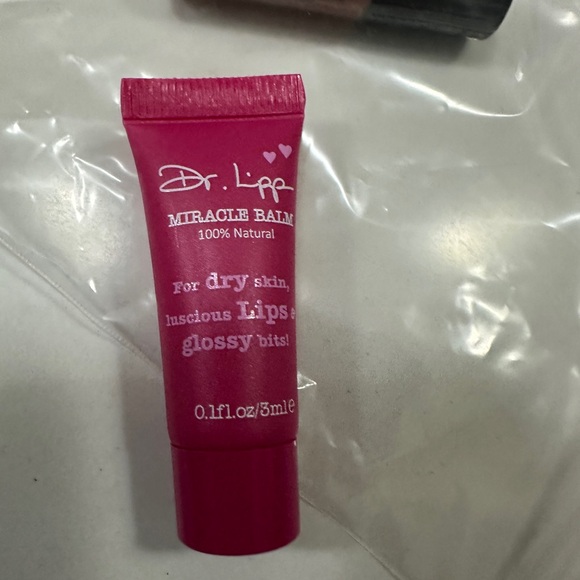 Dr. Lipp
MIRACLE BALM
100% Natural
For dry skin,
luscious Lips
glossy bits!
0.1fl.oz/3ml e